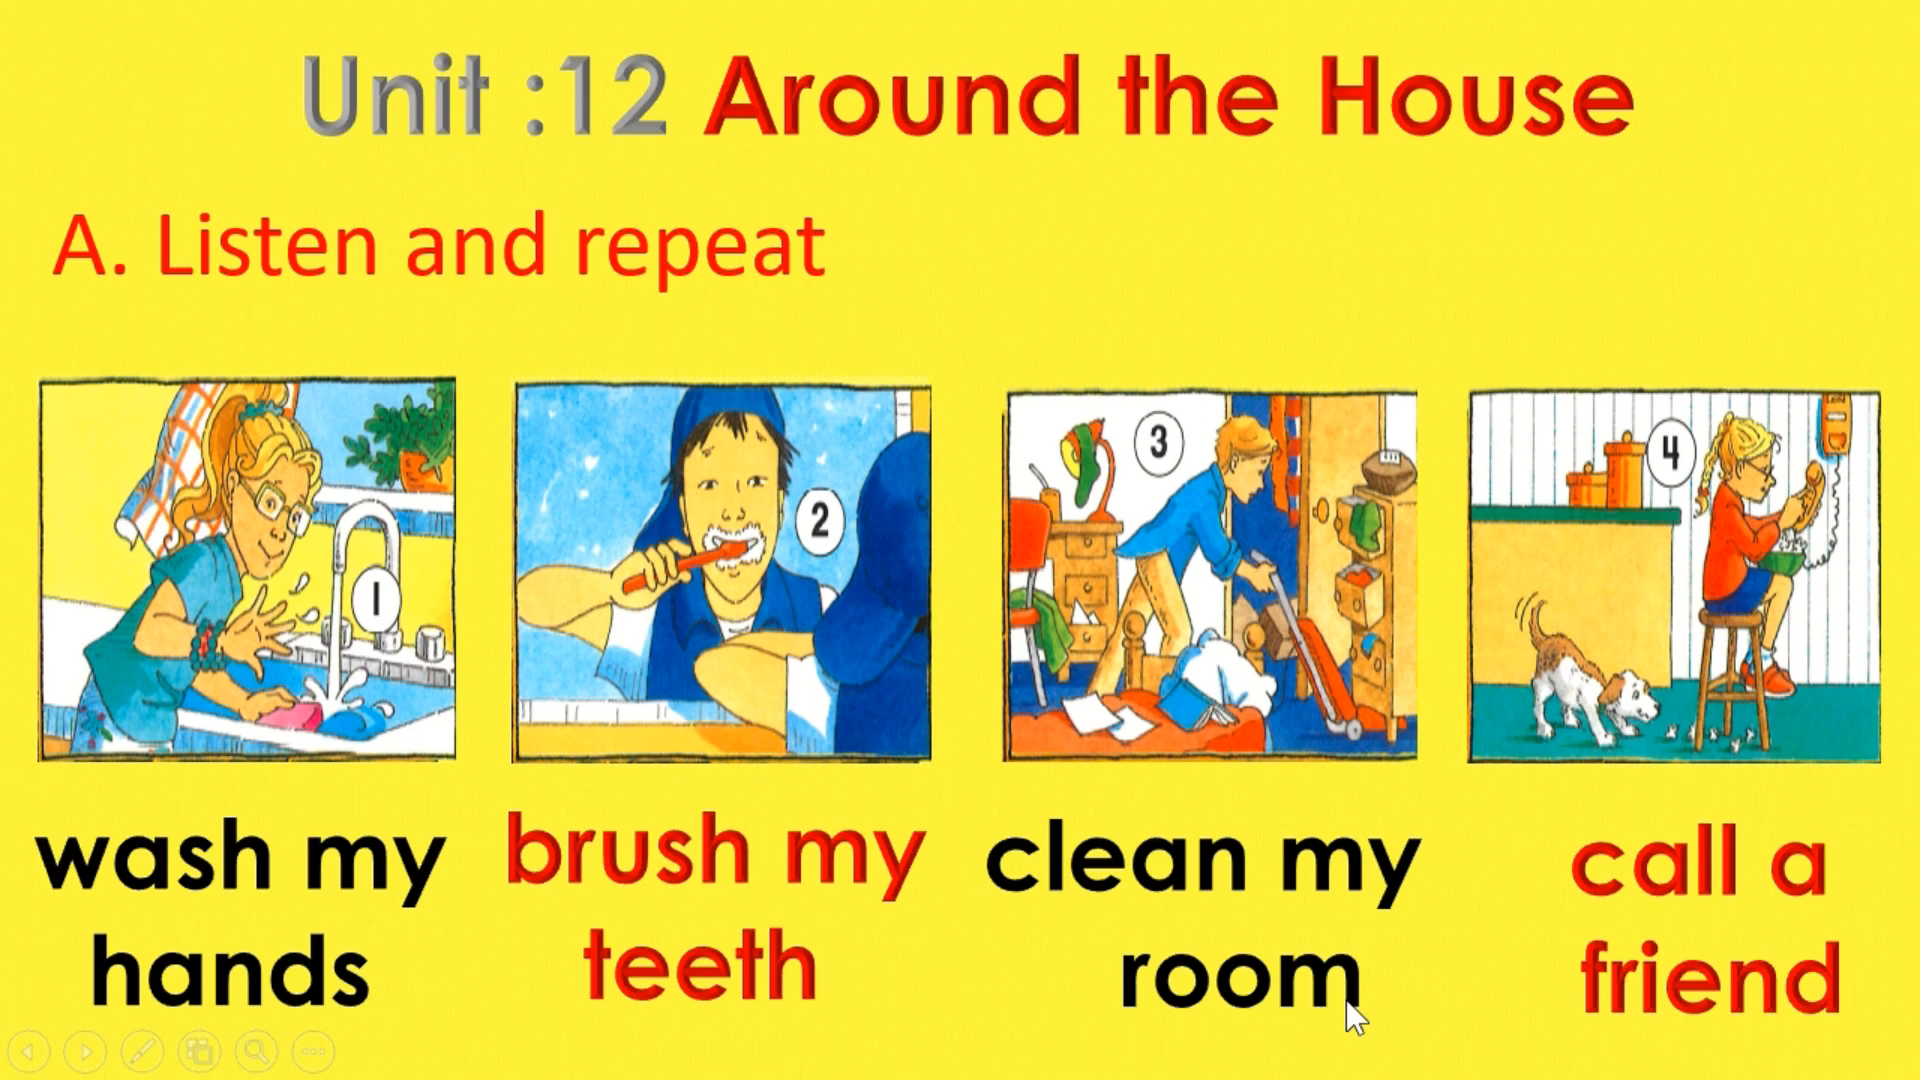 Unit :12 Around the House
A. Listen and repeat
1
2
3
4
wash my
hands
brush my
teeth
clean my
room
call a
friend